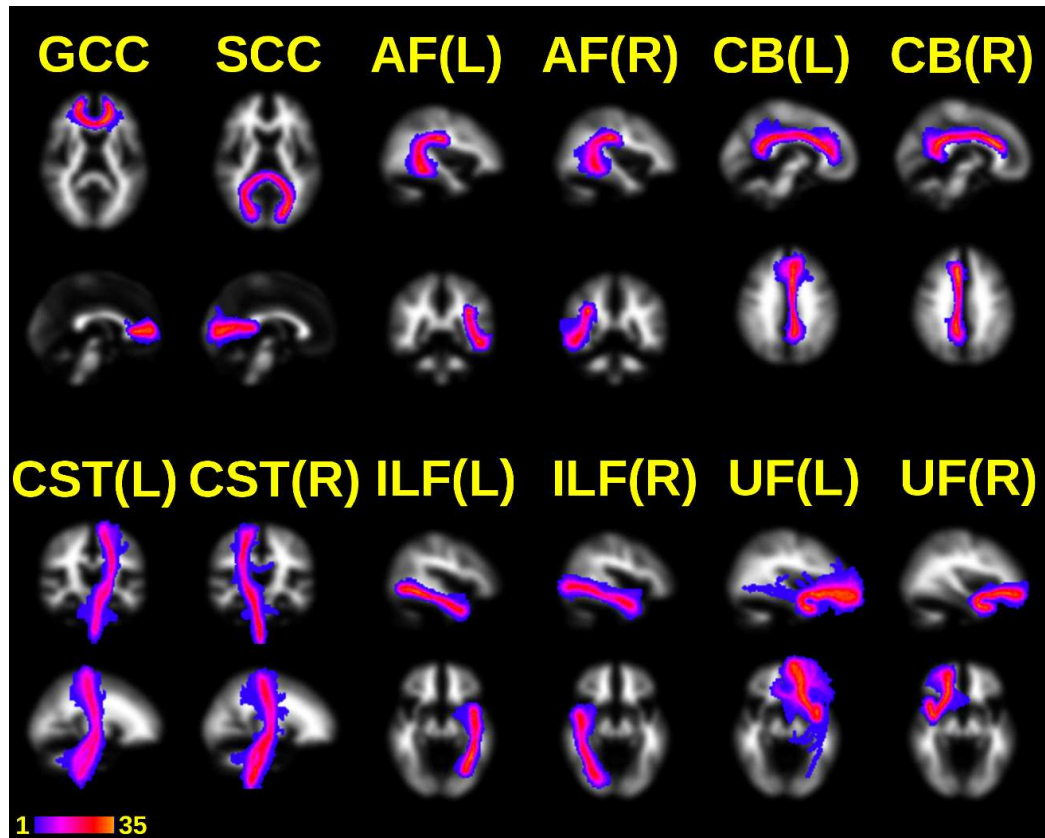 GCC SCC AF(L) AF(R) CB(L) CB(R)
CST(L) CST(R) ILF(L) ILF(R) UF(L) UF(R)
1 35